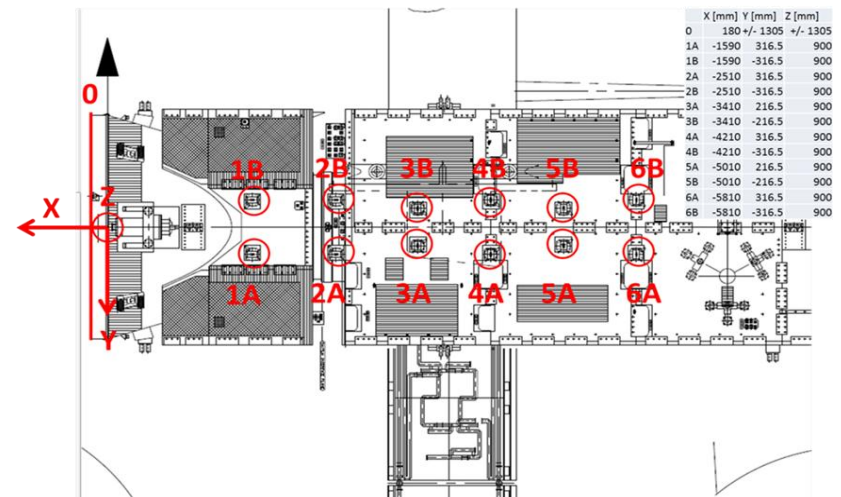 X [mm] Y [mm] Z [mm]
0 180 +/- 1305 +/- 1305
1A -1590 316.5 900
1B -1590 -316.5 900
2A -2510 316.5 900
2B -2510 -316.5 900
3A -3410 216.5 900
3B -3410 -216.5 900
4A -4210 316.5 900
4B -4210 -316.5 900
5A -5010 216.5 900
5B -5010 -216.5 900
6A -5810 316.5 900
6B -5810 -316.5 900
0
1B 2B 3B 4B 5B 6B
Z
X
1A 2A 3A 4A 5A 6A
Y